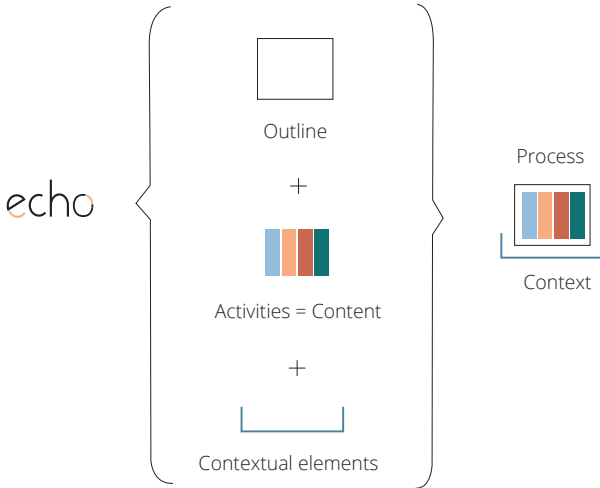 echo
Outline
+
Activities = Content
+
Contextual elements
Process
Context